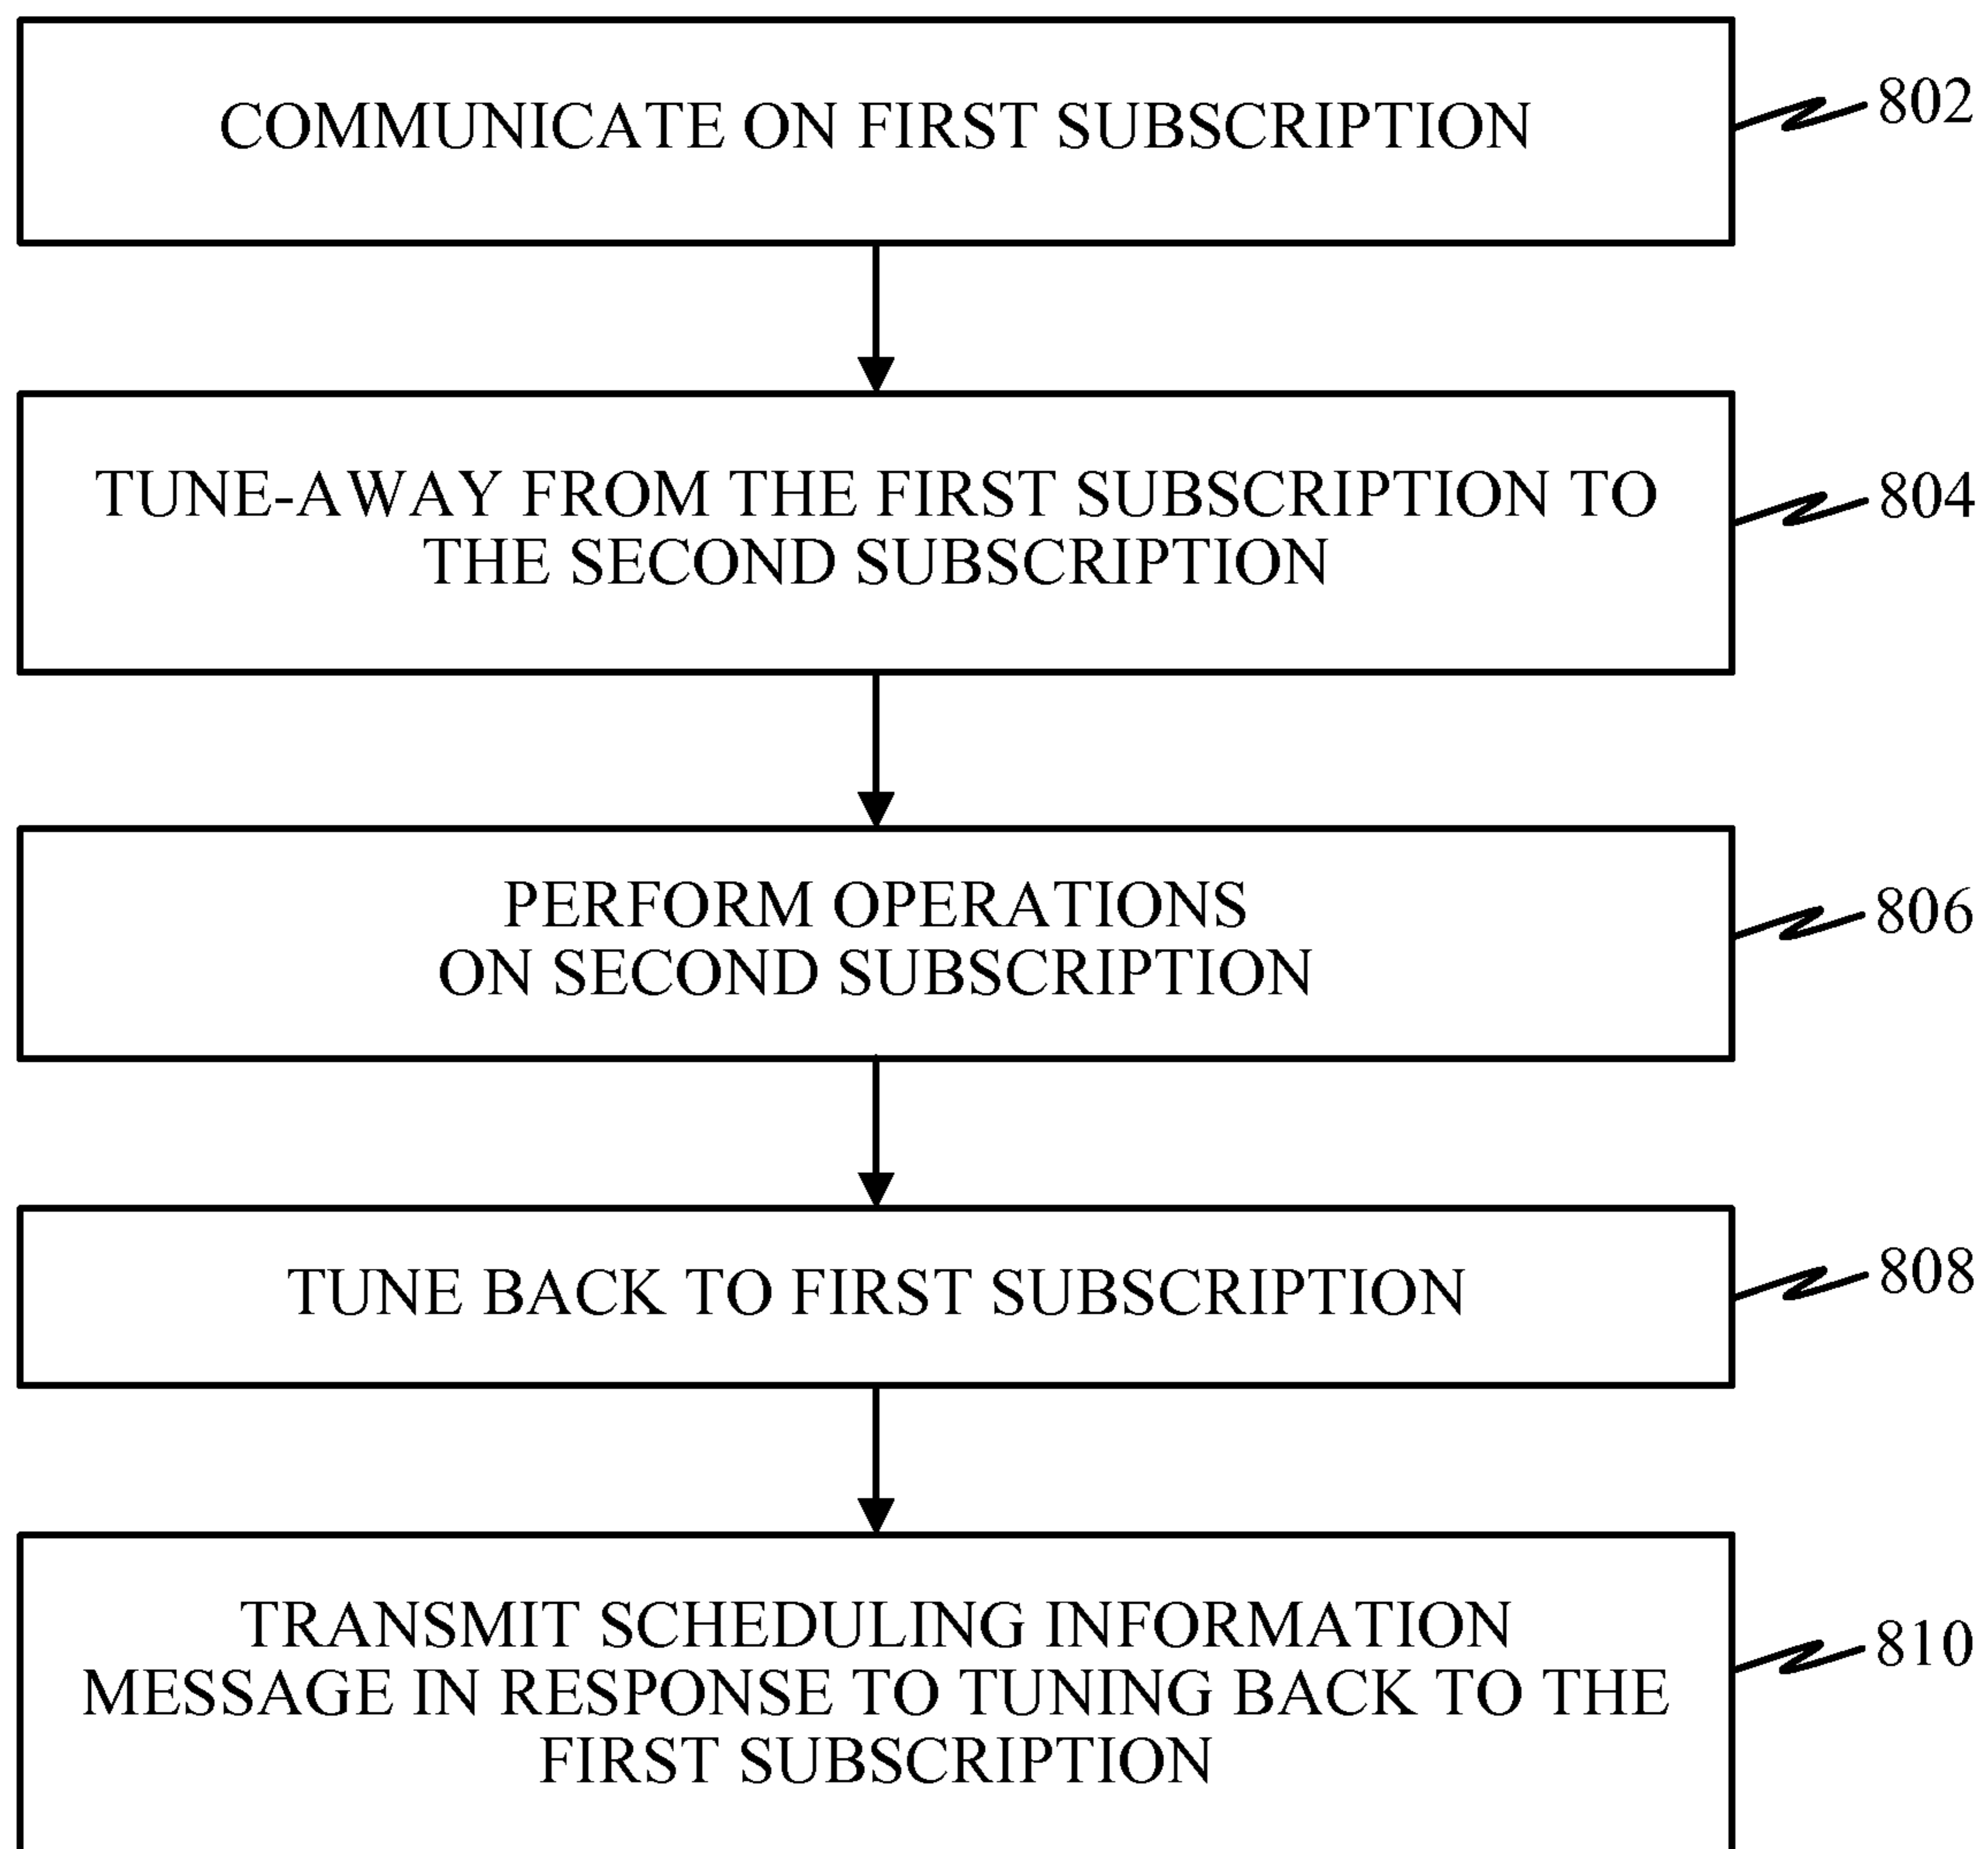 COMMUNICATE ON FIRST SUBSCRIPTION
802
TUNE-AWAY FROM THE FIRST SUBSCRIPTION TO
THE SECOND SUBSCRIPTION
804
PERFORM OPERATIONS
ON SECOND SUBSCRIPTION
806
TUNE BACK TO FIRST SUBSCRIPTION
808
TRANSMIT SCHEDULING INFORMATION
MESSAGE IN RESPONSE TO TUNING BACK TO THE
FIRST SUBSCRIPTION
810